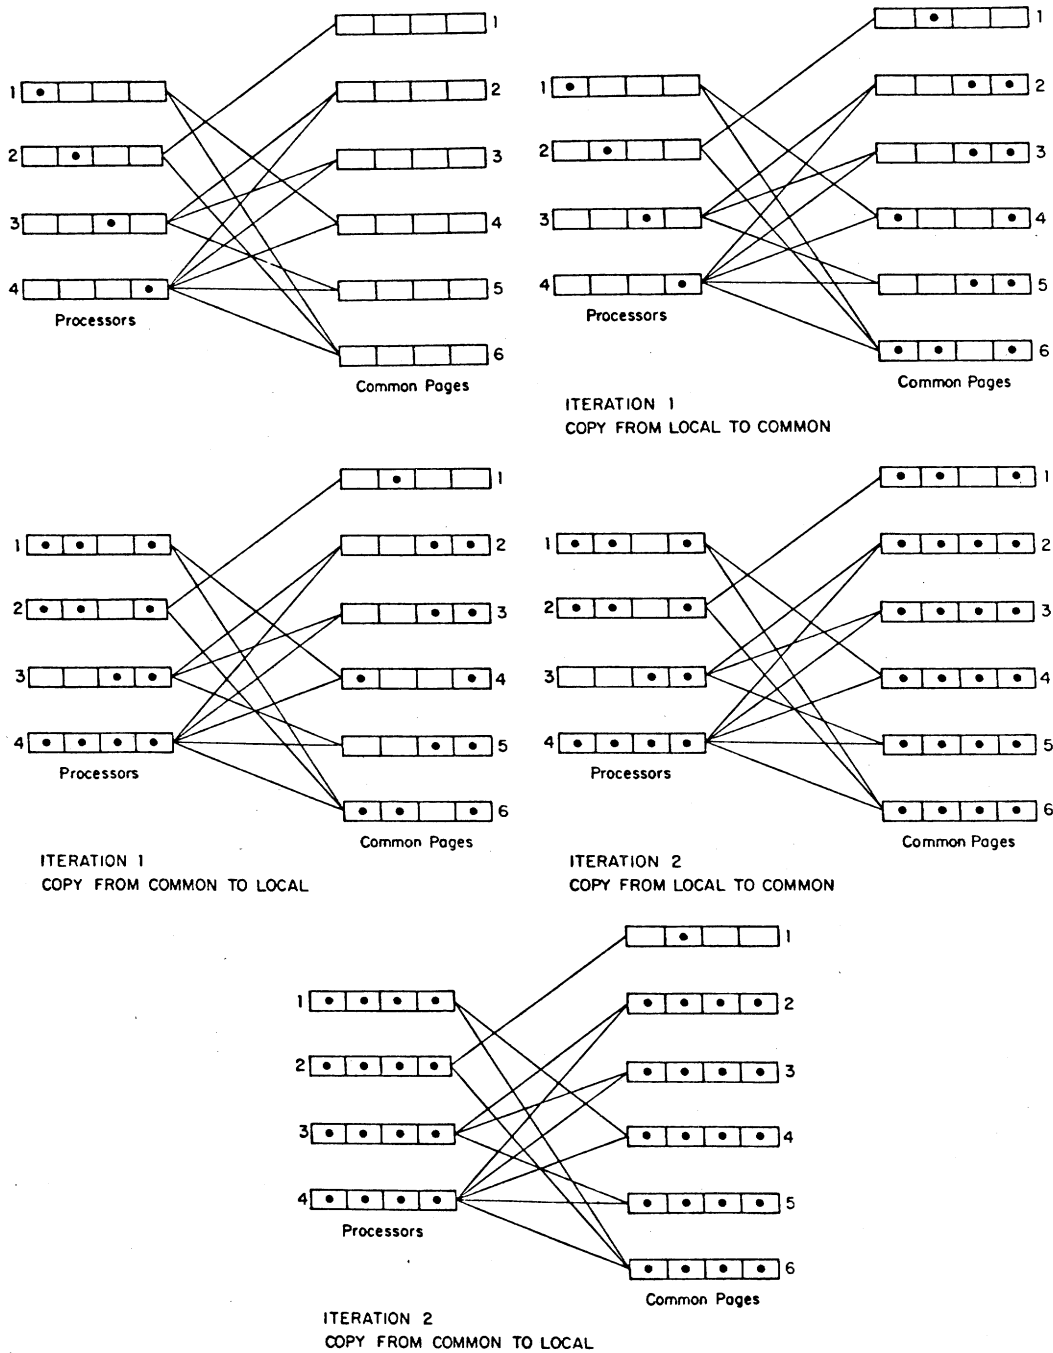 1
1
2
2
3
3
4
4
5
6
Processors
Common Pages
1
1
2
2
3
3
4
4
5
6
Processors
Common Pages
ITERATION 1
COPY FROM LOCAL TO COMMON
1
1
2
2
3
3
4
4
5
6
Processors
Common Pages
ITERATION 1
COPY FROM COMMON TO LOCAL
1
1
2
2
3
3
4
4
5
6
Processors
Common Pages
ITERATION 2
COPY FROM LOCAL TO COMMON
1
1
2
2
3
3
4
4
5
6
Processors
Common Pages
ITERATION 2
COPY FROM COMMON TO LOCAL